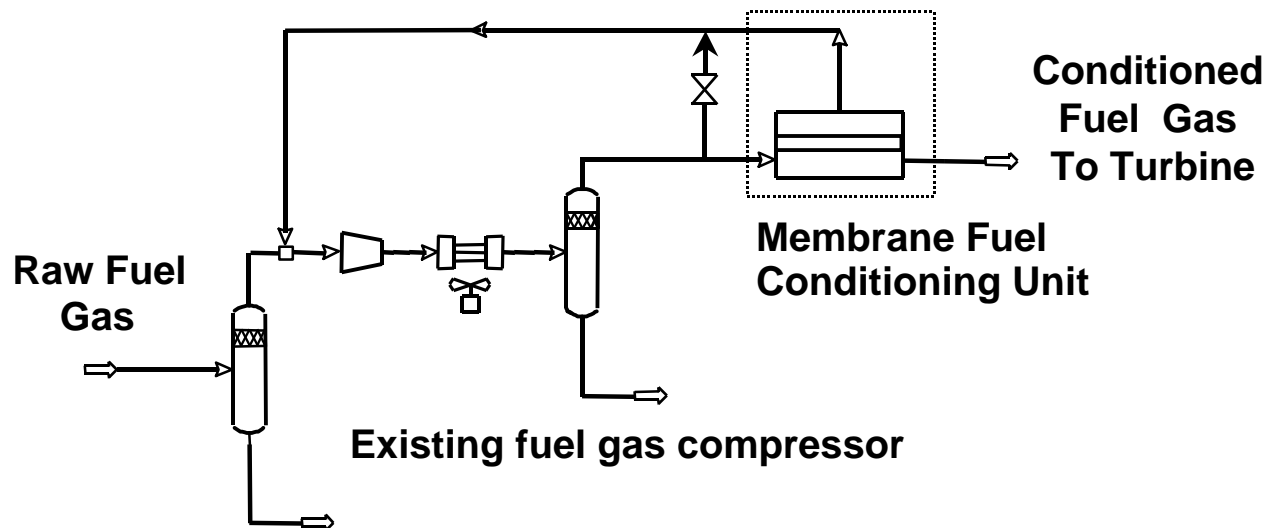 Conditioned
Fuel Gas
To Turbine
Membrane Fuel
Conditioning Unit
Raw Fuel
Gas
Existing fuel gas compressor